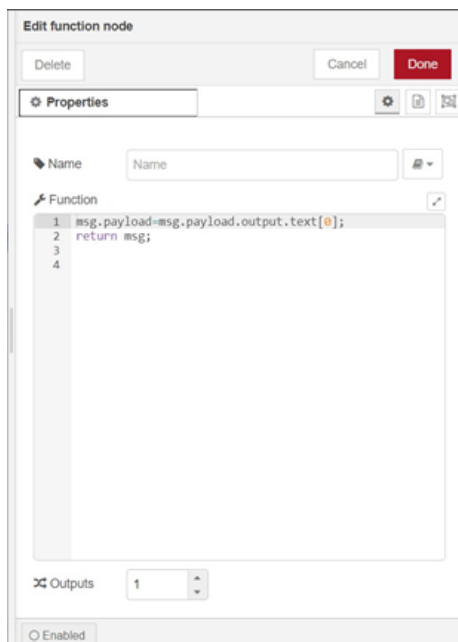 Edit function node
Delete Cancel Done
Properties
Name Name
Function
1 msg.payload=msg.payload.output.text[0];
2 return msg;
3
4
Outputs 1
Enabled